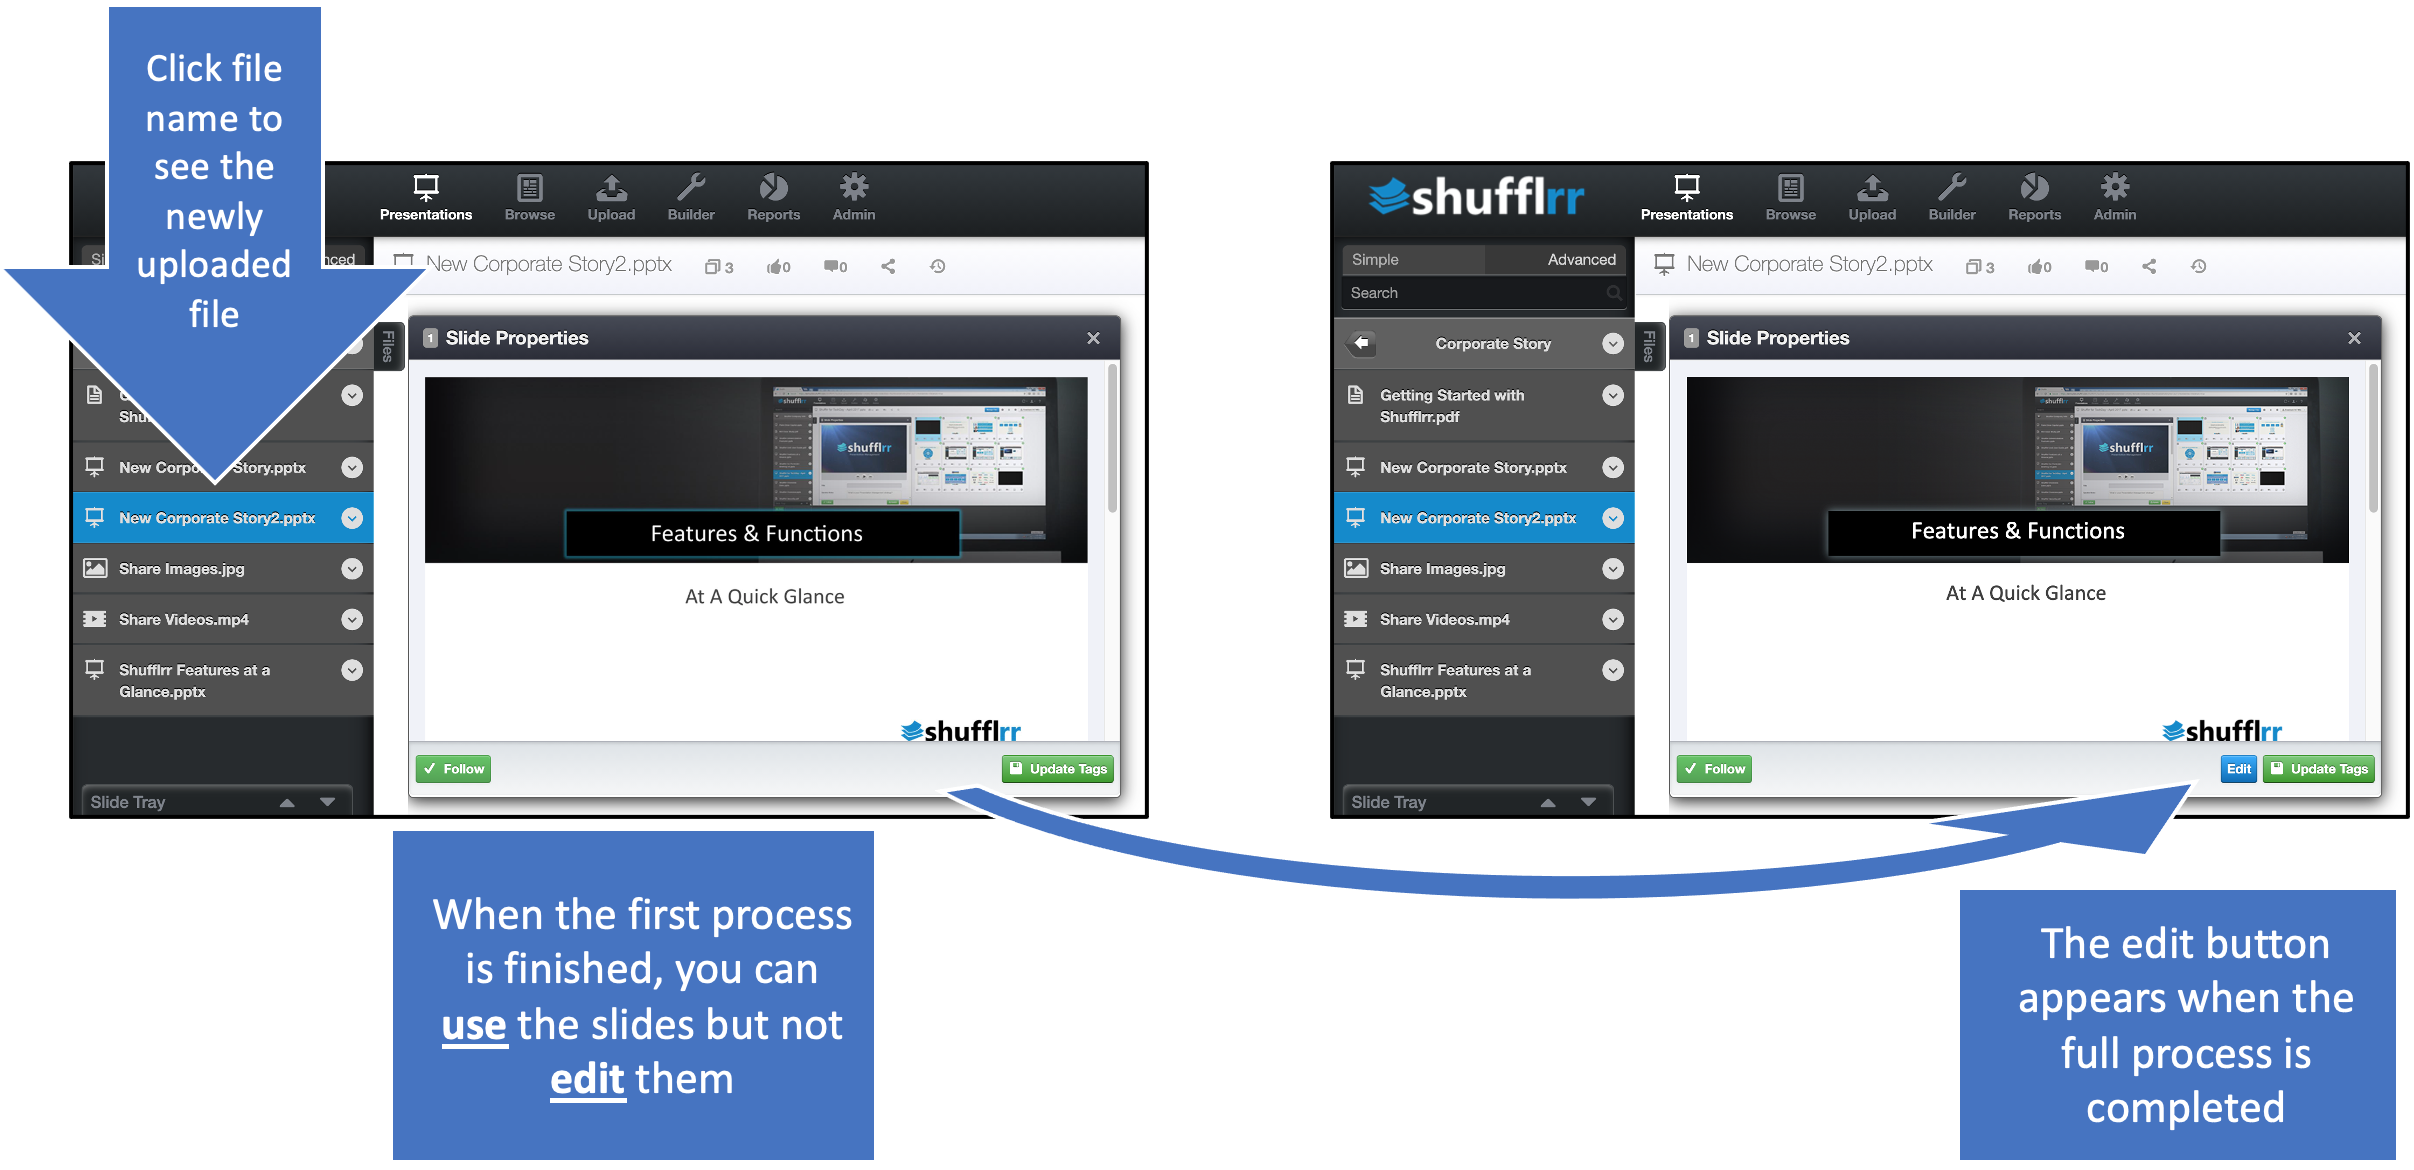 Click file
name to
see the
newly
uploaded
file
Presentations
Browse
Upload
Builder
Reports
Admin
New Corporate Story2.pptx
3
0
0
Files
1 Slide Properties
New Corporate Story.pptx
New Corporate Story2.pptx
Share Images.jpg
Share Videos.mp4
Shufflrr Features at a
Glance.pptx
Slide Tray
shufflrr
Features & Functions
At A Quick Glance
shufflrr
Follow
Update Tags
When the first process
is finished, you can
use the slides but not
edit them
shufflrr
Presentations
Browse
Upload
Builder
Reports
Admin
Simple
Advanced
Search
New Corporate Story2.pptx
3
0
0
Corporate Story
Files
Getting Started with
Shufflrr.pdf
New Corporate Story.pptx
New Corporate Story2.pptx
Share Images.jpg
Share Videos.mp4
Shufflrr Features at a
Glance.pptx
Slide Tray
1 Slide Properties
shufflrr
Features & Functions
At A Quick Glance
shufflrr
Follow
Edit
Update Tags
The edit button
appears when the
full process is
completed